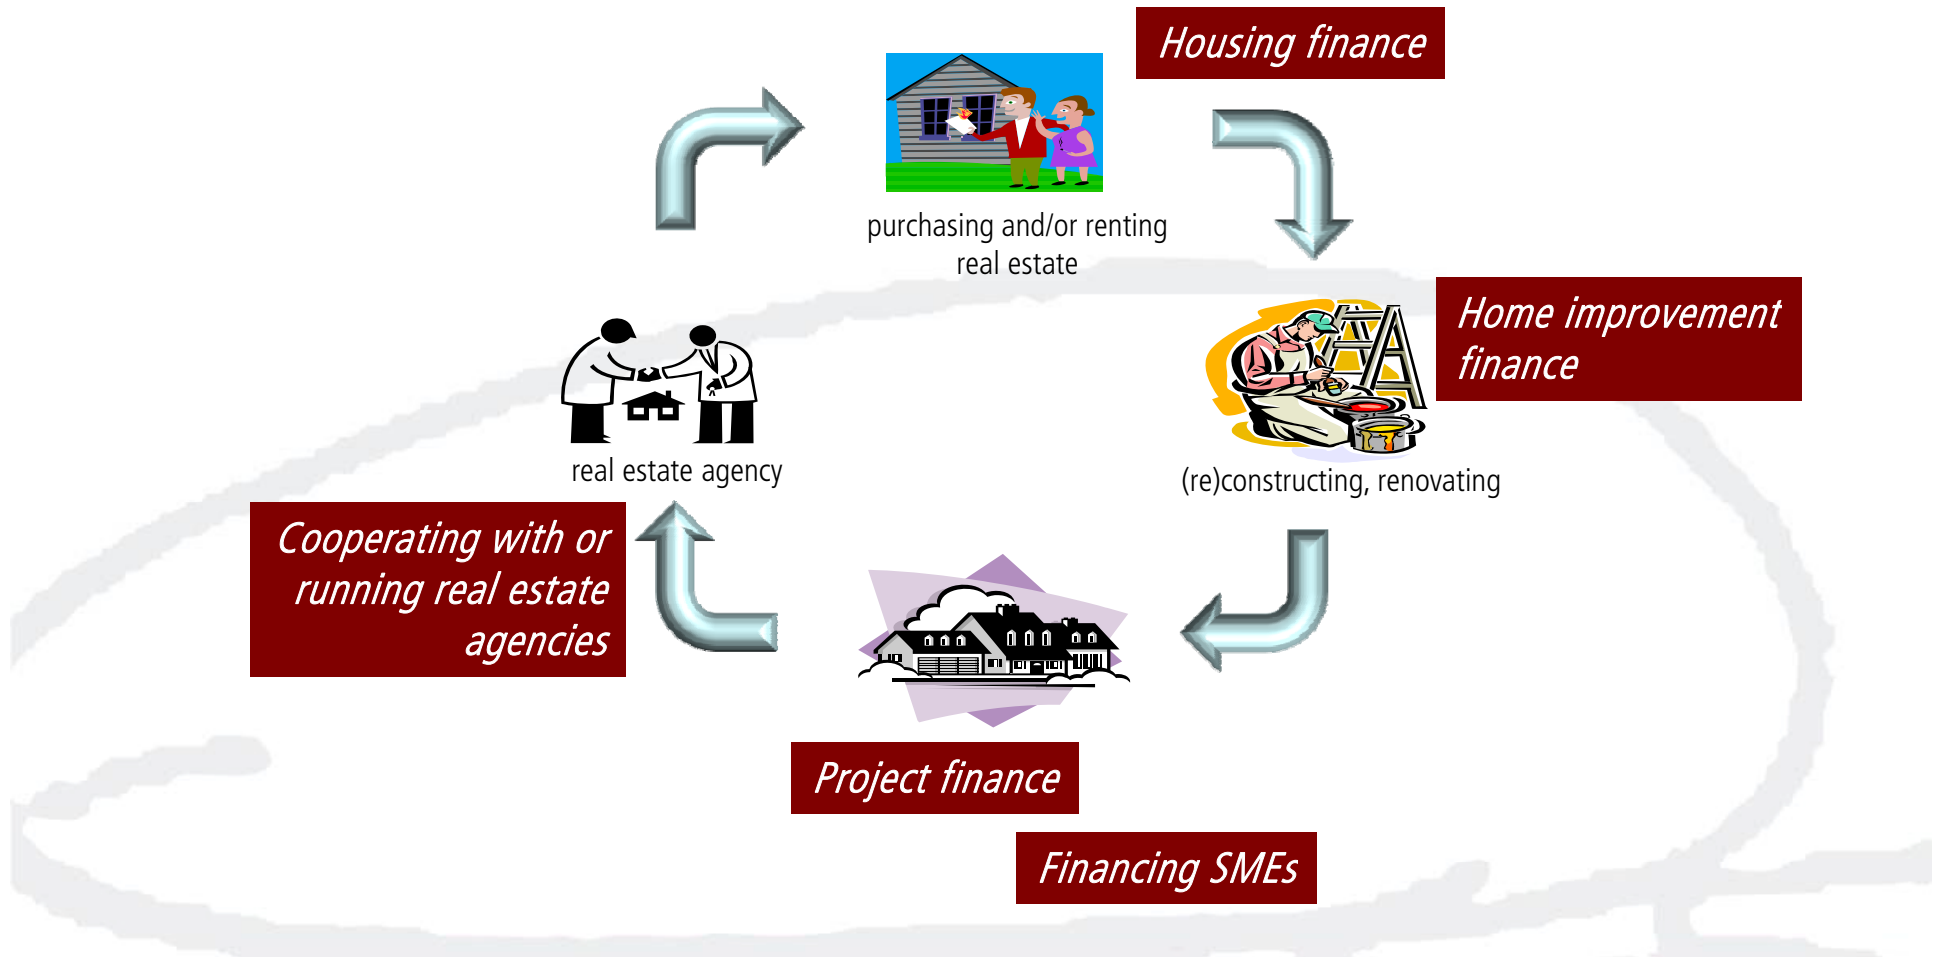 Housing finance
purchasing and/or renting
real estate
Home improvement
finance
real estate agency
(re)constructing, renovating
Cooperating with or
running real estate
agencies
Project finance
Financing SMEs